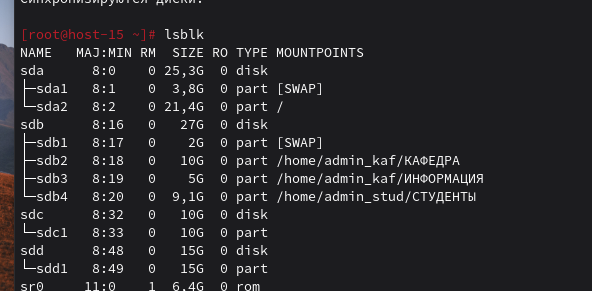 Синхронизируются диски.
[root@host-15 ~]# lsblk
NAME MAJ:MIN RM SIZE RO TYPE MOUNTPOINTS
sda 8:0 0 25,3G 0 disk
├─sda1 8:1 0 3,8G 0 part [SWAP]
└─sda2 8:2 0 21,4G 0 part /
sdb 8:16 0 27G 0 disk
├─sdb1 8:17 0 2G 0 part [SWAP]
├─sdb2 8:18 0 10G 0 part /home/admin_kaf/КАФЕДРА
├─sdb3 8:19 0 5G 0 part /home/admin_kaf/ИНФОРМАЦИЯ
└─sdb4 8:20 0 9,1G 0 part /home/admin_stud/СТУДЕНТЫ
sdc 8:32 0 10G 0 disk
└─sdc1 8:33 0 10G 0 part
sdd 8:48 0 15G 0 disk
└─sdd1 8:49 0 15G 0 part
sr0 11:0 1 6,4G 0 rom